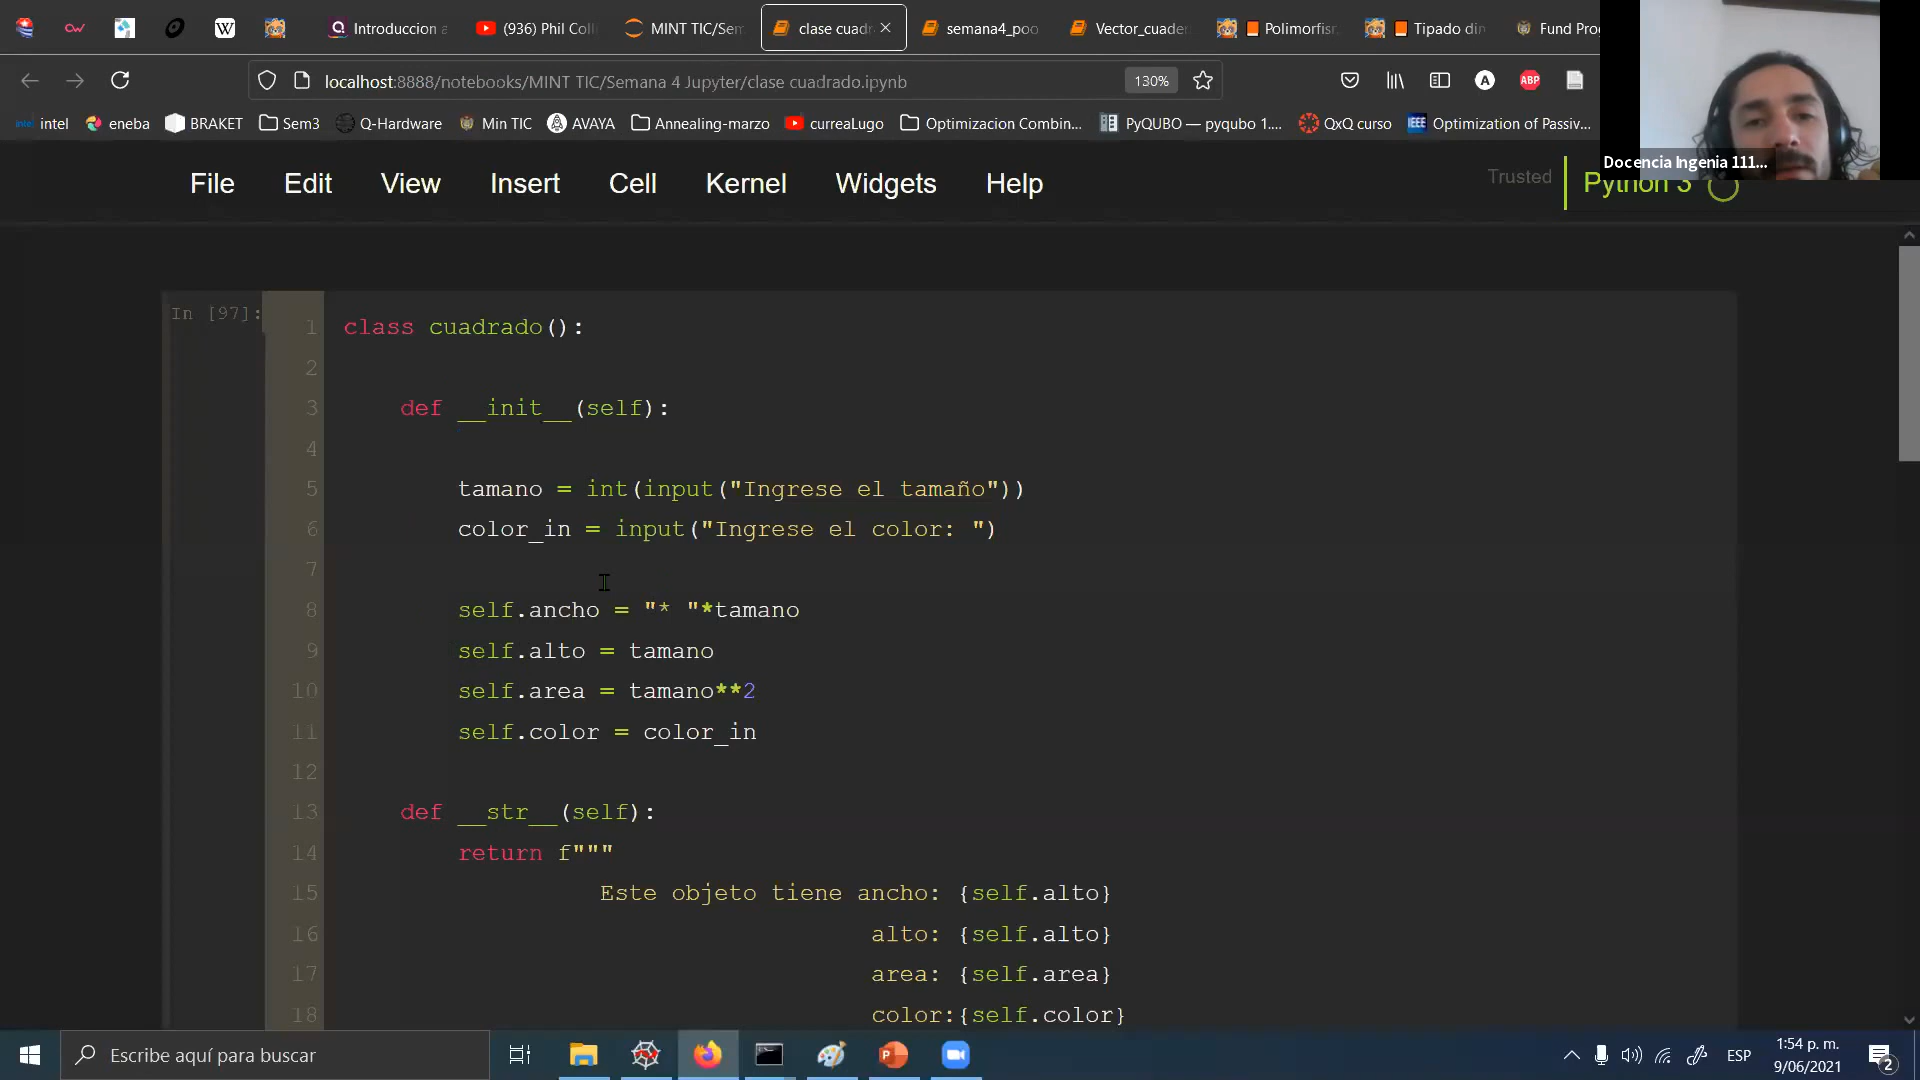 Introduccion a
(936) Phil Coll
MINT TIC/Sem
clase cuadr
semana4_poo
Vector_cuader
Polimorfis
Tipado din
Fund Pro
localhost:8888/notebooks/MINT TIC/Semana 4 Jupyter/clase cuadrado.ipynb
130%
A
ABP
intel
intel
eneba
BRAKET
Sem3
Q-Hardware
Min TIC
AVAYA
Annealing-marzo
curreaLugo
Optimizacion Combin...
PyQUBO — pyqubo 1....
QxQ curso
IEEE
Optimization of Passiv...
Docencia Ingenia 111...
File Edit View Insert Cell Kernel Widgets Help
Trusted
Python 3
In [97]:
1 class cuadrado():
2
3     def __init__(self):
4
5         tamano = int(input("Ingrese el tamaño"))
6         color_in = input("Ingrese el color: ")
7
8         self.ancho = "* "*tamano
9         self.alto = tamano
10         self.area = tamano**2
11         self.color = color_in
12
13     def __str__(self):
14         return f"""
15                   Este objeto tiene ancho: {self.alto}
16                                      alto: {self.alto}
17                                      area: {self.area}
18                                      color:{self.color}
Escribe aquí para buscar
ESP
1:54 p. m.
9/06/2021
2